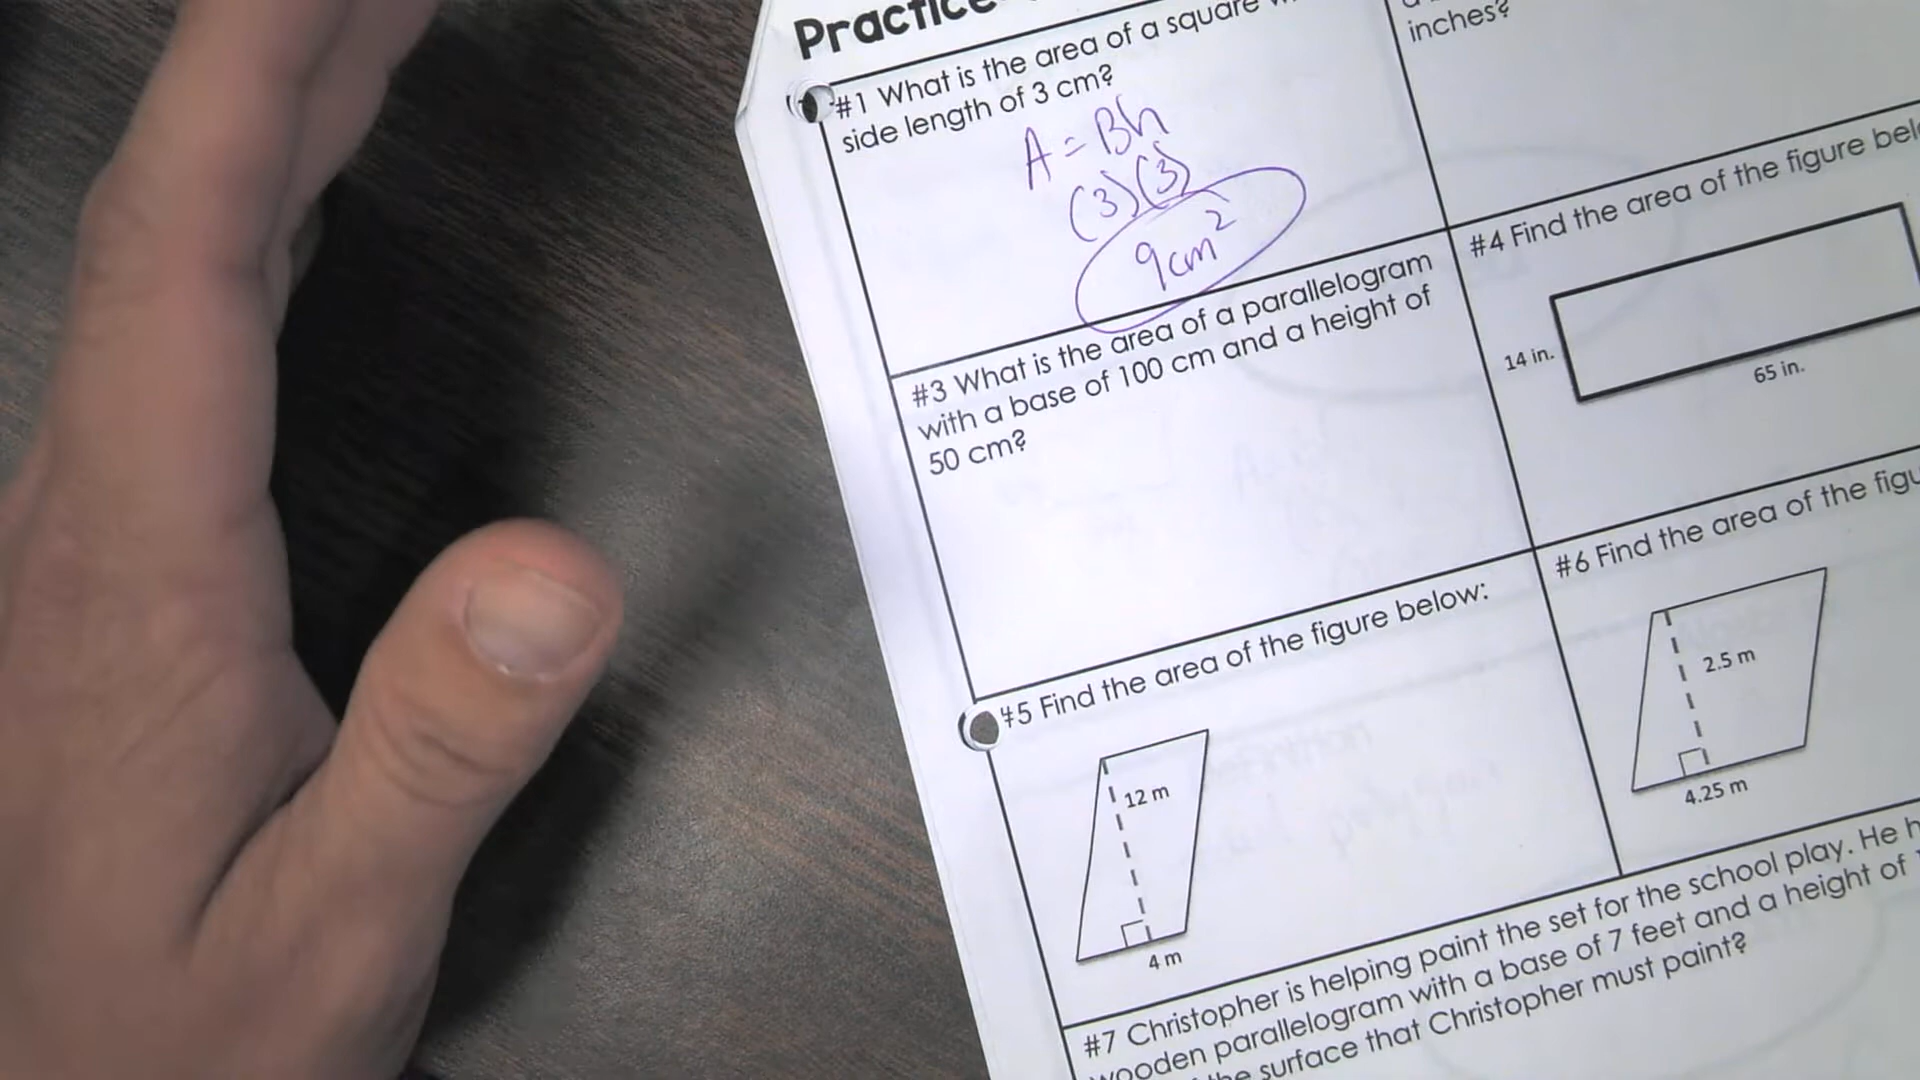 Practice
#1 What is the area of a square
side length of 3 cm?
A = Bh
(3)(3)
9cm²
inches?
#3 What is the area of a parallelogram
with a base of 100 cm and a height of
50 cm?
#4 Find the area of the figure
14 in.
65 in.
#5 Find the area of the figure below:
12 m
4 m
#6 Find the area of the
2.5 m
4.25 m
#7 Christopher is helping paint the set for the school play. He
wooden parallelogram with a base of 7 feet and a height of
the surface that Christopher must paint?